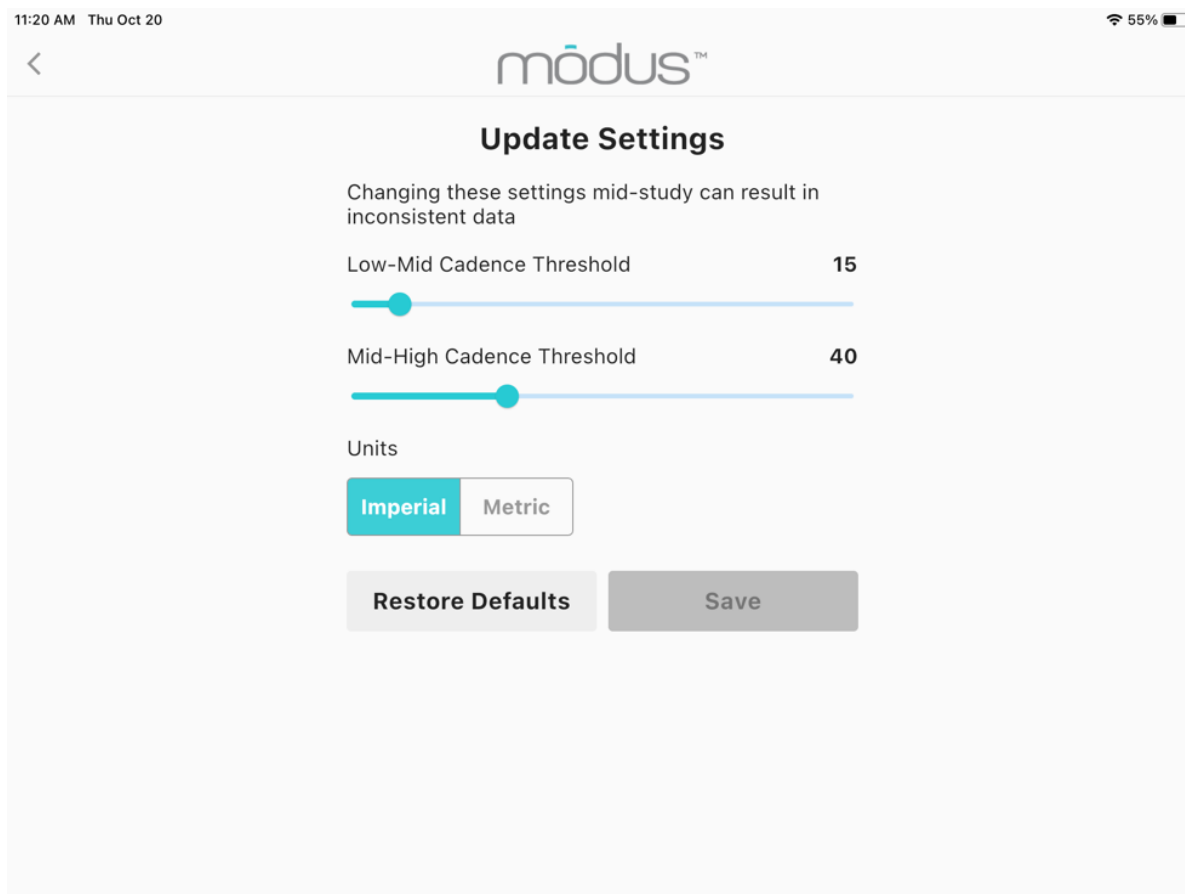 11:20 AM Thu Oct 20 55%
mōdus™
Update Settings
Changing these settings mid-study can result in
inconsistent data
Low-Mid Cadence Threshold 15
Mid-High Cadence Threshold 40
Units
Imperial Metric
Restore Defaults Save